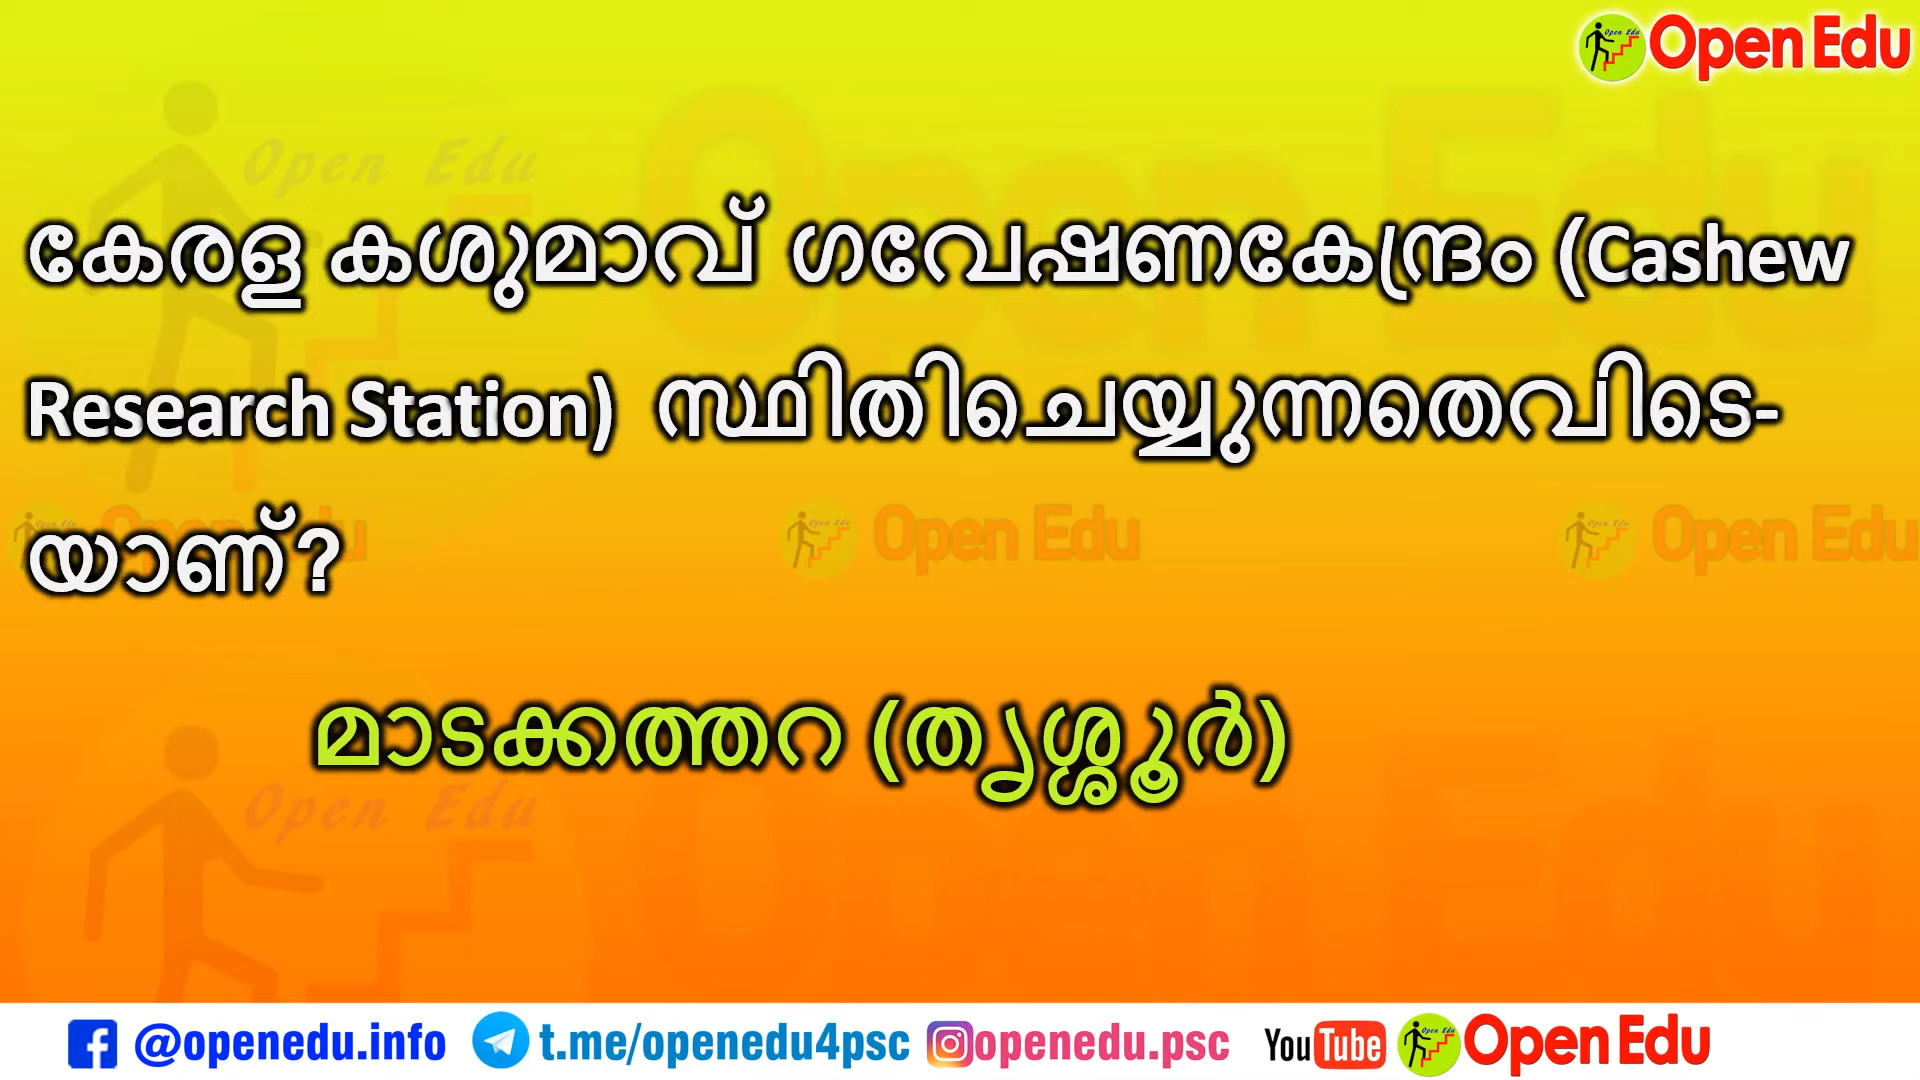 Open Edu
കേരള കശുമാവ് ഗവേഷണകേന്ദ്രം (Cashew
Research Station) സ്ഥിതിചെയ്യുന്നതെവിടെ-
യാണ്?
മാടക്കത്തറ (തൃശ്ശൂർ)
@openedu.info t.me/openedu4psc openedu.psc YouTube Open Edu